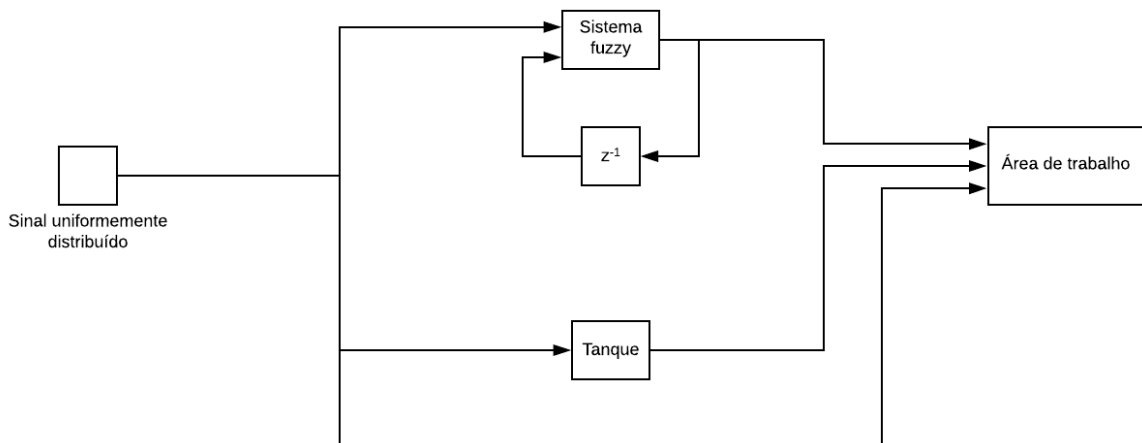 Sistema
fuzzy
z⁻¹
Área de trabalho
Sinal uniformemente
distribuído
Tanque